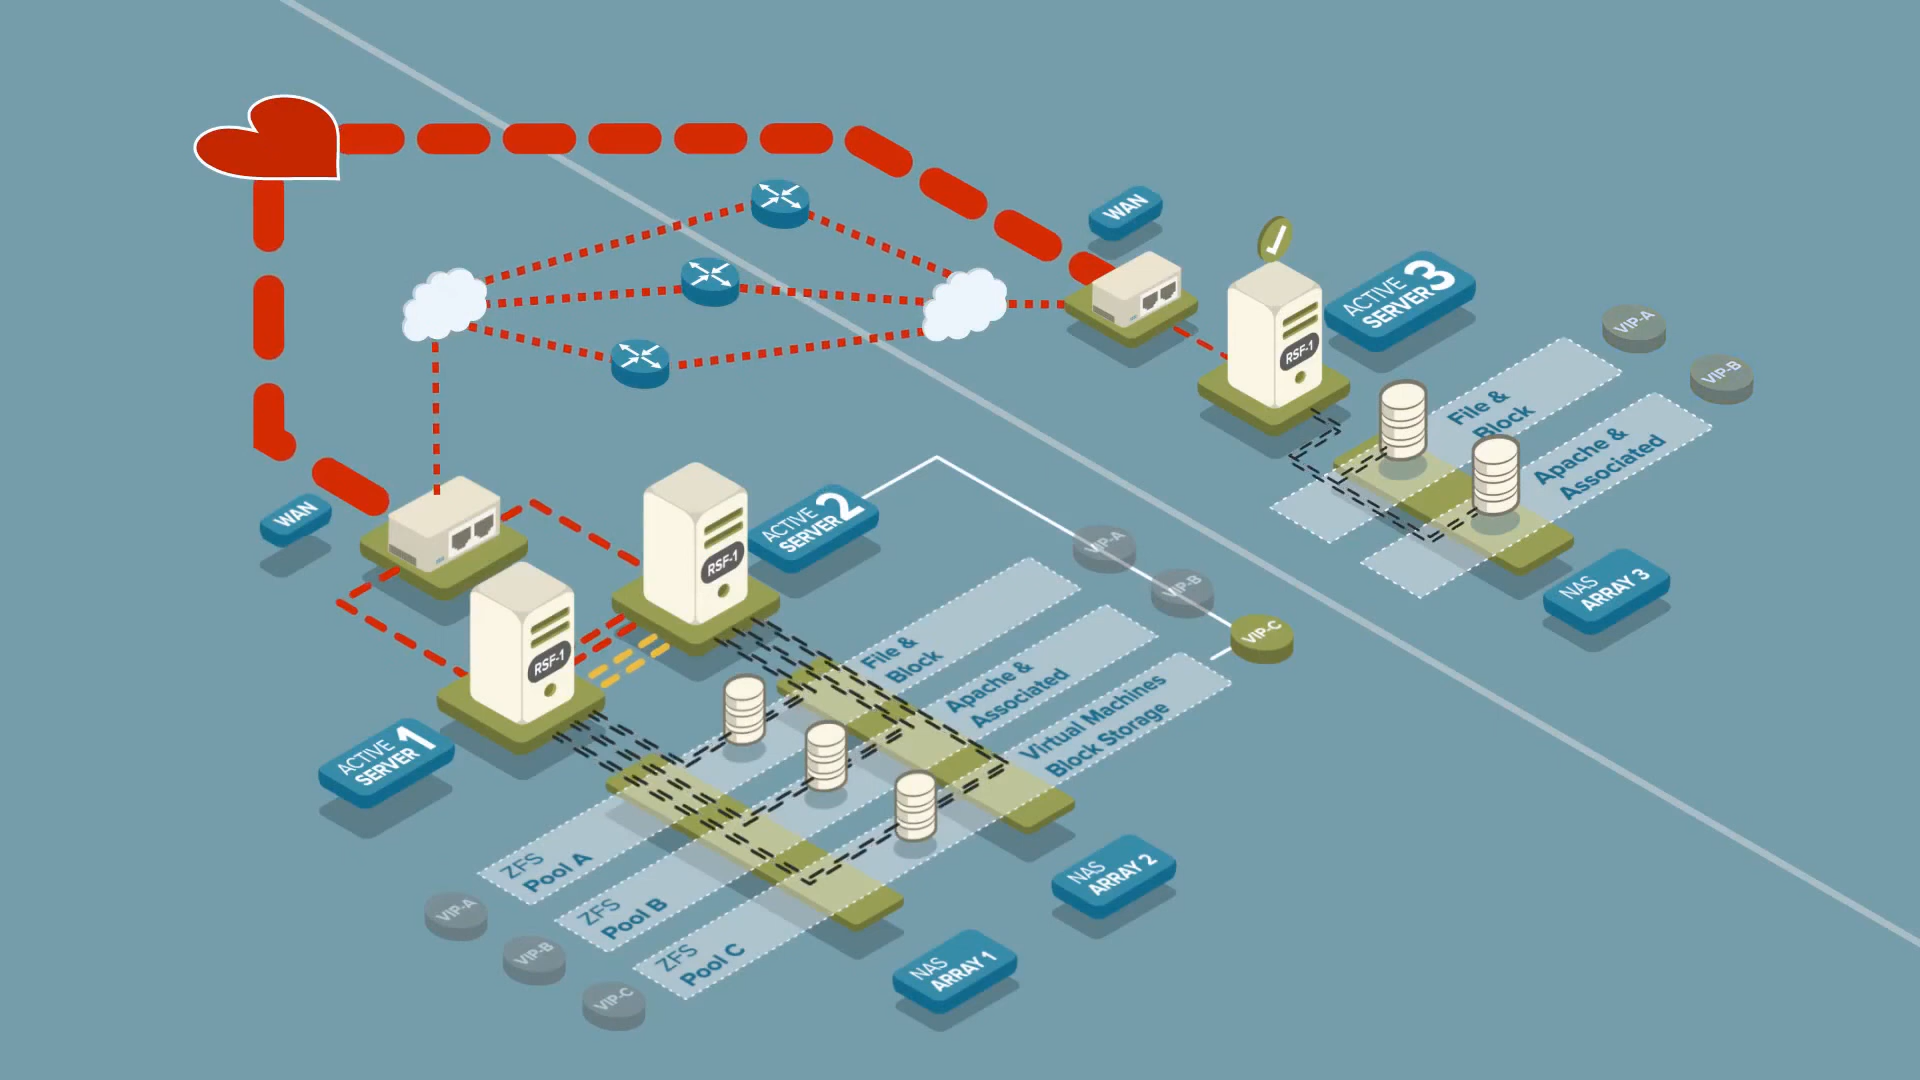 WAN
RSF-1
ACTIVE
SERVER 3
VIP-A
VIP-B
File &
Block
Apache &
Associated
NAS
ARRAY 3
WAN
RSF-1
ACTIVE
SERVER 2
VIP-A
VIP-B
VIP-C
RSF-1
ACTIVE
SERVER 1
File &
Block
Apache &
Associated
Virtual Machines
Block Storage
ZFS
Pool A
ZFS
Pool B
ZFS
Pool C
VIP-A
VIP-B
VIP-C
NAS
ARRAY 2
NAS
ARRAY 1